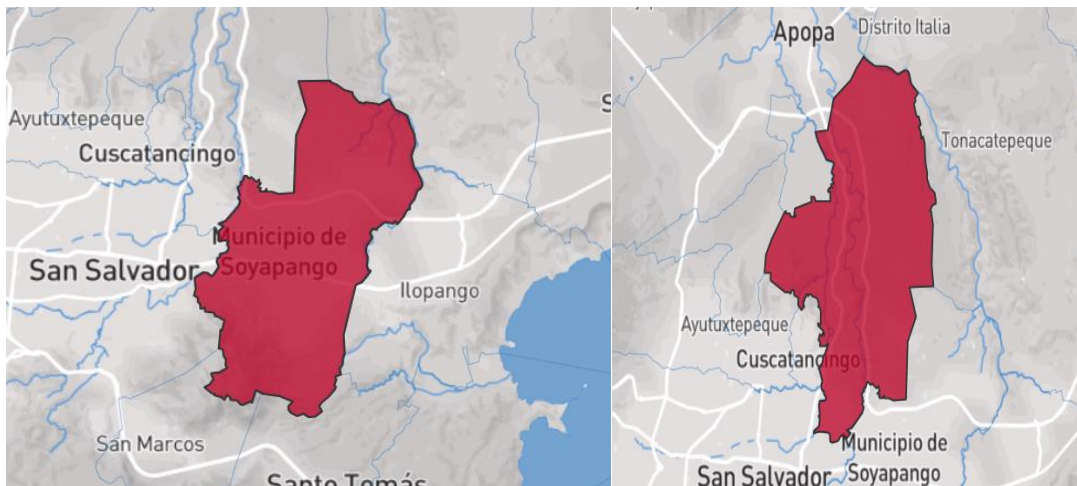 Ayutuxtepeque
Cuscatancingo
Municipio de
Soyapango
San Salvador
Ilopango
San Marcos
Santo Tomás
S
Apopa
Distrito Italia
Tonacatepeque
Ayutuxtepeque
Cuscatancingo
Municipio de
Soyapango
San Salvador